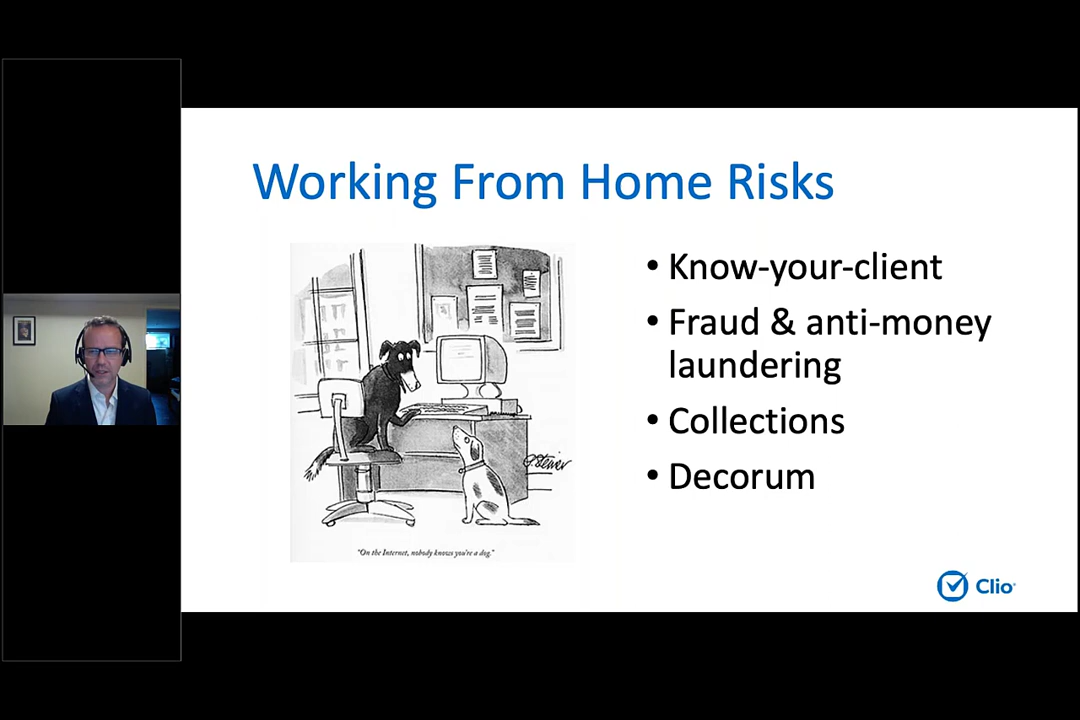 Working From Home Risks
• Know-your-client
• Fraud & anti-money
laundering
• Collections
• Decorum
P. Steiner
"On the Internet, nobody knows you're a dog."
Clio